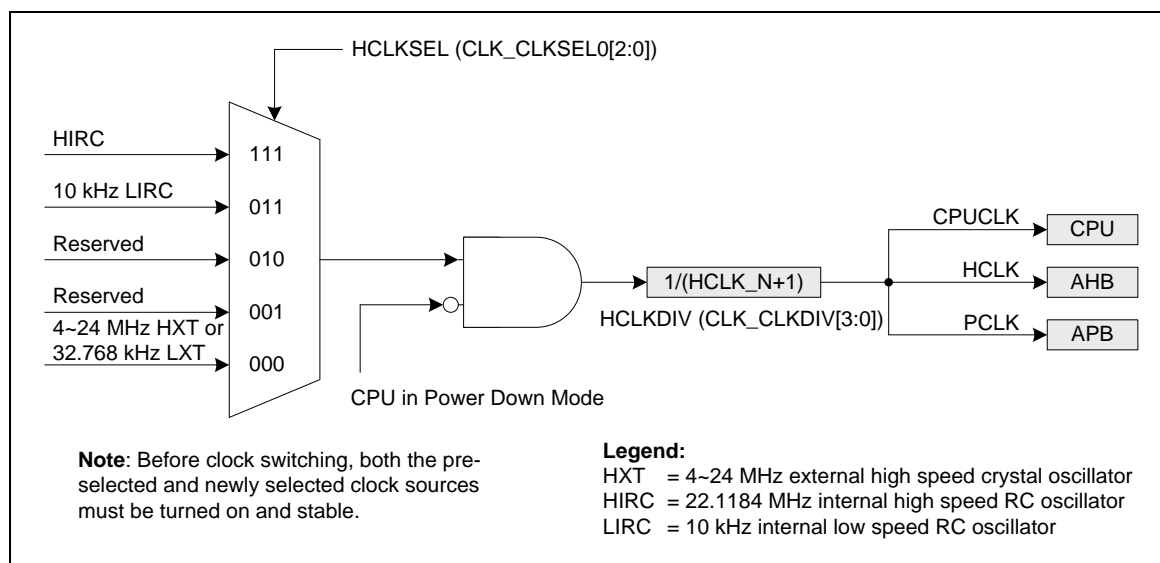 HCLKSEL (CLK_CLKSEL0[2:0])
HIRC
111
10 kHz LIRC
011
Reserved
010
Reserved
001
4~24 MHz HXT or
32.768 kHz LXT
000
CPU in Power Down Mode
1/(HCLK_N+1)
HCLKDIV (CLK_CLKDIV[3:0])
CPUCLK
CPU
HCLK
AHB
PCLK
APB
Note: Before clock switching, both the pre-
selected and newly selected clock sources
must be turned on and stable.
Legend:
HXT = 4~24 MHz external high speed crystal oscillator
HIRC = 22.1184 MHz internal high speed RC oscillator
LIRC = 10 kHz internal low speed RC oscillator